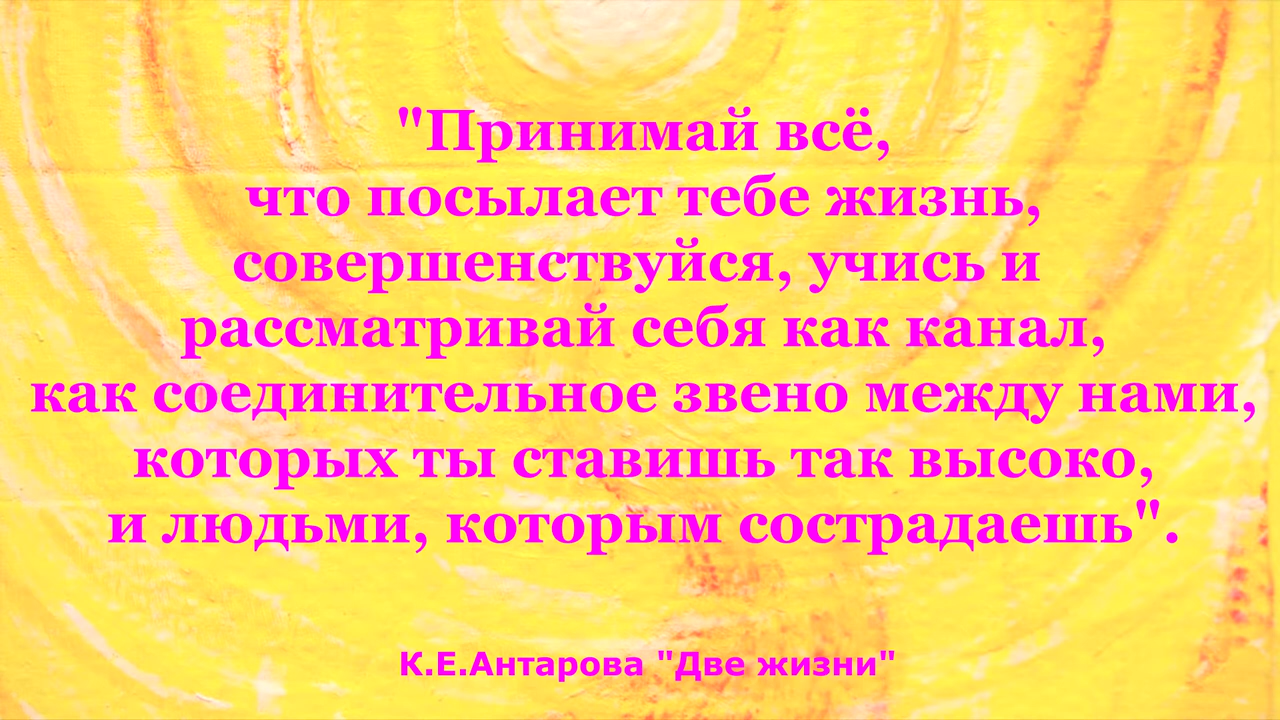 "Принимай всё,
что посылает тебе жизнь,
совершенствуйся, учись и
рассматривай себя как канал,
как соединительное звено между нами,
которых ты ставишь так высоко,
и людьми, которым сострадаешь".
К.Е.Антарова "Две жизни"